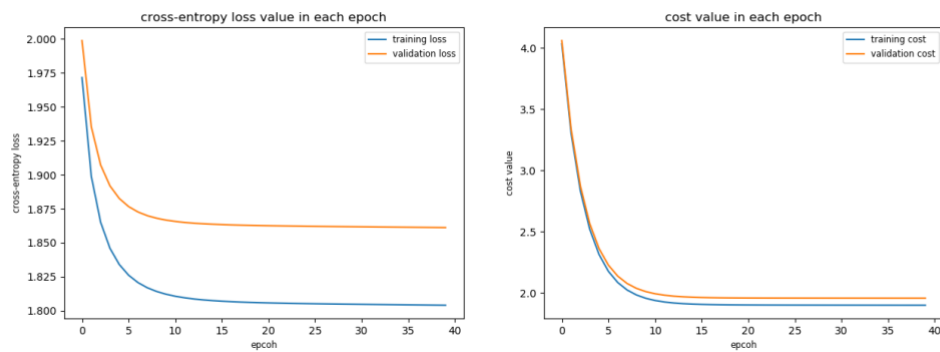 cross-entropy loss value in each epoch
2.000
1.975
1.950
1.925
1.900
1.875
1.850
1.825
1.800
cross-entropy loss
training loss
validation loss
0 5 10 15 20 25 30 35 40
epcoh
cost value in each epoch
4.0
3.5
3.0
2.5
2.0
cost value
training cost
validation cost
0 5 10 15 20 25 30 35 40
epcoh